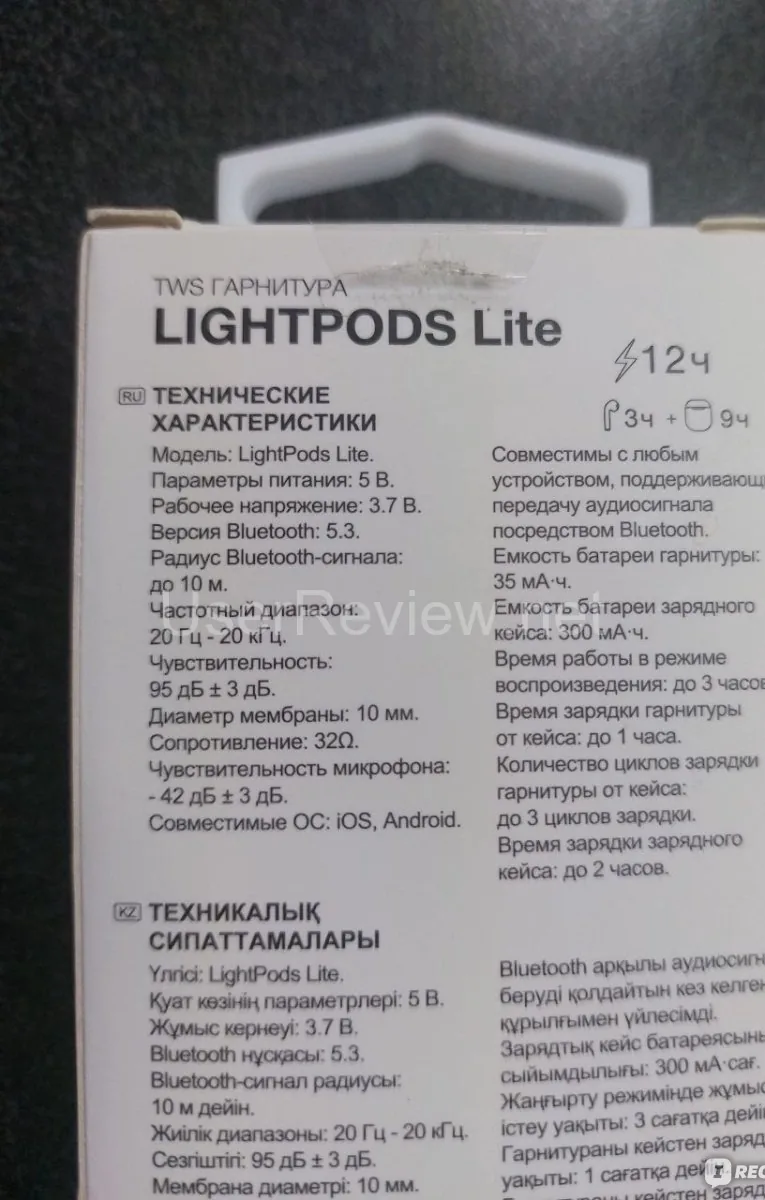 TWS ГАРНИТУРА
LIGHTPODS Lite
12ч
3ч + 9ч
RU ТЕХНИЧЕСКИЕ
ХАРАКТЕРИСТИКИ
Модель: LightPods Lite.
Параметры питания: 5 В.
Рабочее напряжение: 3.7 В.
Версия Bluetooth: 5.3.
Радиус Bluetooth-сигнала:
до 10 м.
Частотный диапазон:
20 Гц - 20 кГц.
Чувствительность:
95 дБ ± 3 дБ.
Диаметр мембраны: 10 мм.
Сопротивление: 32Ω.
Чувствительность микрофона:
- 42 дБ ± 3 дБ.
Совместимые ОС: iOS, Android.
Совместимы с любым
устройством, поддерживающ
передачу аудиосигнала
посредством Bluetooth.
Емкость батареи гарнитуры:
35 мА·ч.
Емкость батареи зарядного
кейса: 300 мА·ч.
Время работы в режиме
воспроизведения: до 3 часов
Время зарядки гарнитуры
от кейса: до 1 часа.
Количество циклов зарядки
гарнитуры от кейса:
до 3 циклов зарядки.
Время зарядки зарядного
кейса: до 2 часов.
KZ ТЕХНИКАЛЫҚ
СИПАТТАМАЛАРЫ
Үлгісі: LightPods Lite.
Қуат көзінің параметрлері: 5 В.
Жұмыс кернеуі: 3.7 В.
Bluetooth нұсқасы: 5.3.
Bluetooth-сигнал радиусы:
10 м дейін.
Жиілік диапазоны: 20 Гц - 20 кГц.
Сезгіштігі: 95 дБ ± 3 дБ.
Мембрана диаметрі: 10 мм.
Bluetooth арқылы аудиосигн
беруді қолдайтын кез келген
құрылғымен үйлесімді.
Зарядтық кейс батареясынь
сыйымдылығы: 300 мА·сағ.
Жаңғырту режимінде жұмыс
істеу уақыты: 3 сағатқа дейі
Гарнитураны кейстен заряд
уақыты: 1 сағатқа дейі
UserReview.net
REC